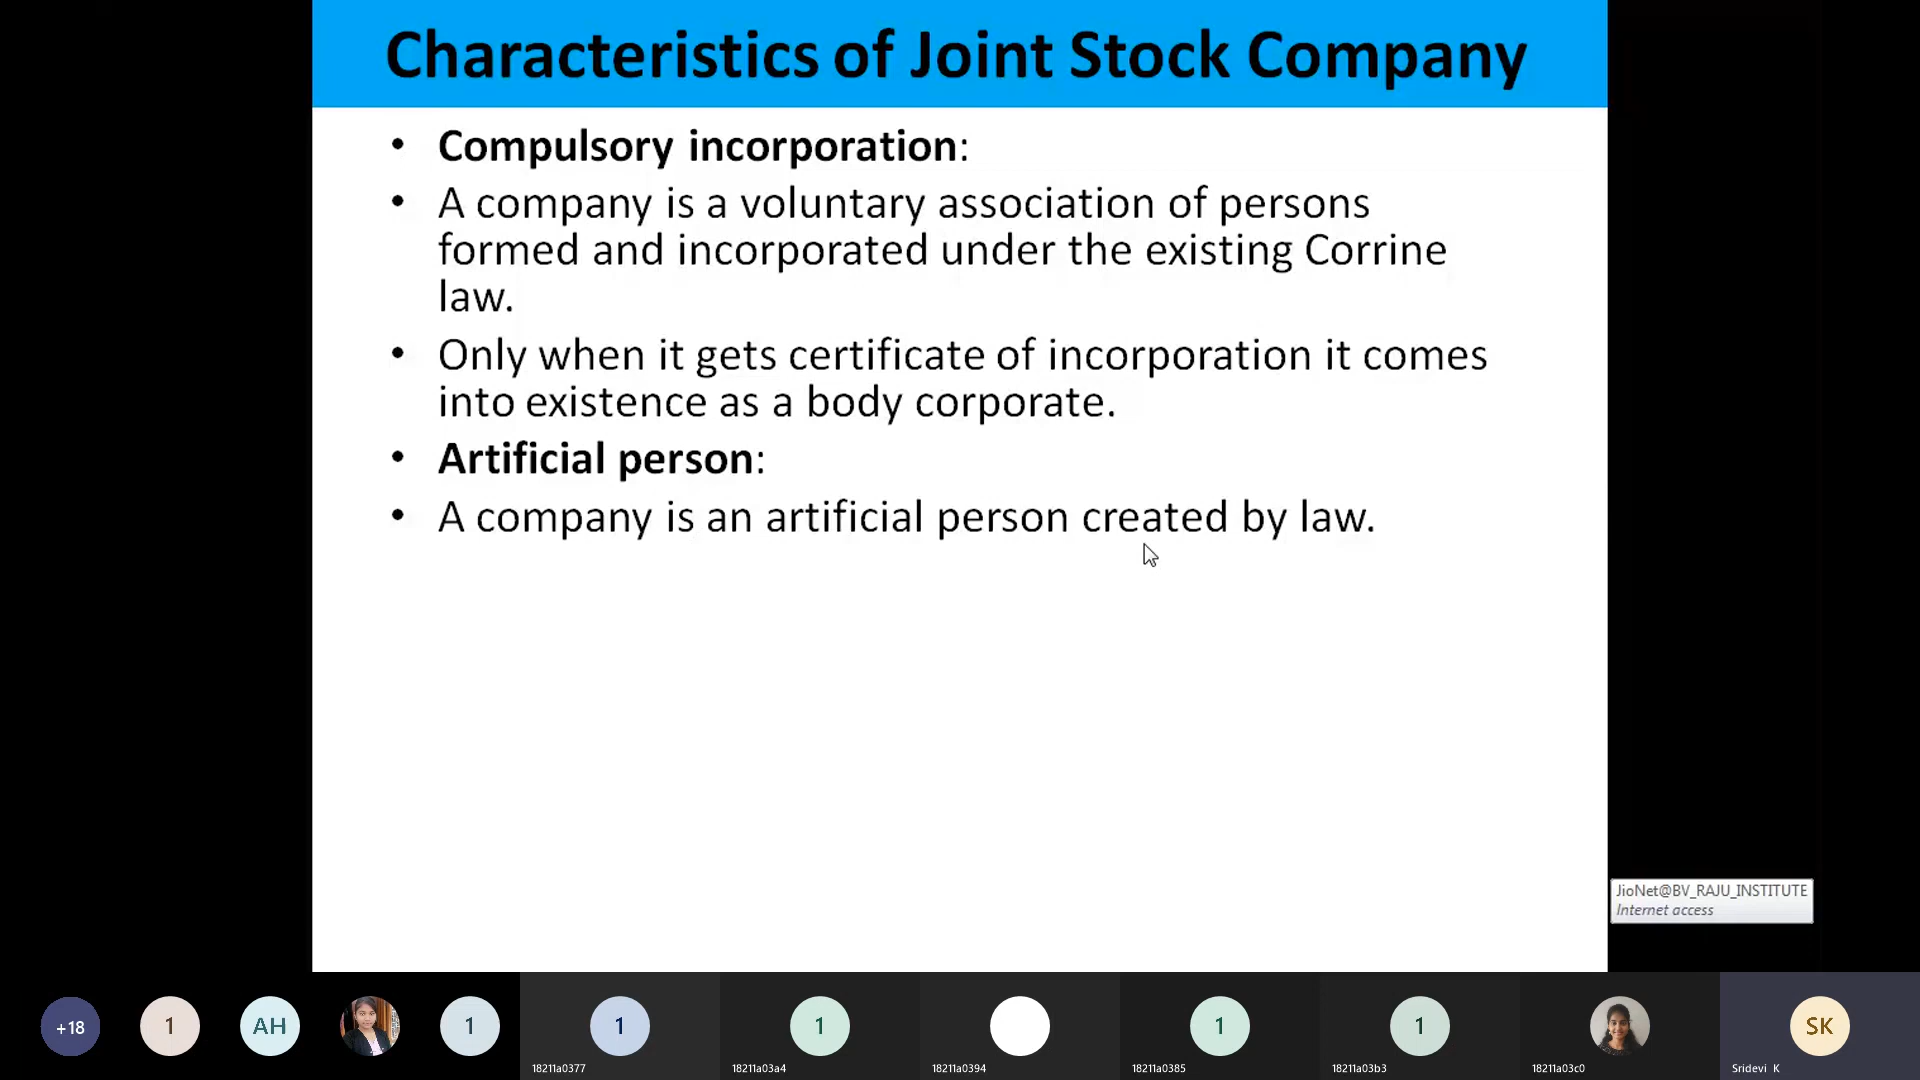 Characteristics of Joint Stock Company
• Compulsory incorporation:
• A company is a voluntary association of persons
formed and incorporated under the existing Corrine
law.
• Only when it gets certificate of incorporation it comes
into existence as a body corporate.
• Artificial person:
• A company is an artificial person created by law.
JioNet@BV_RAJU_INSTITUTE
Internet access
+18
1
AH
1
1
1
1
1
SK
18211a0377
18211a03a4
18211a0394
18211a0385
18211a03b3
18211a03c0
Sridevi K